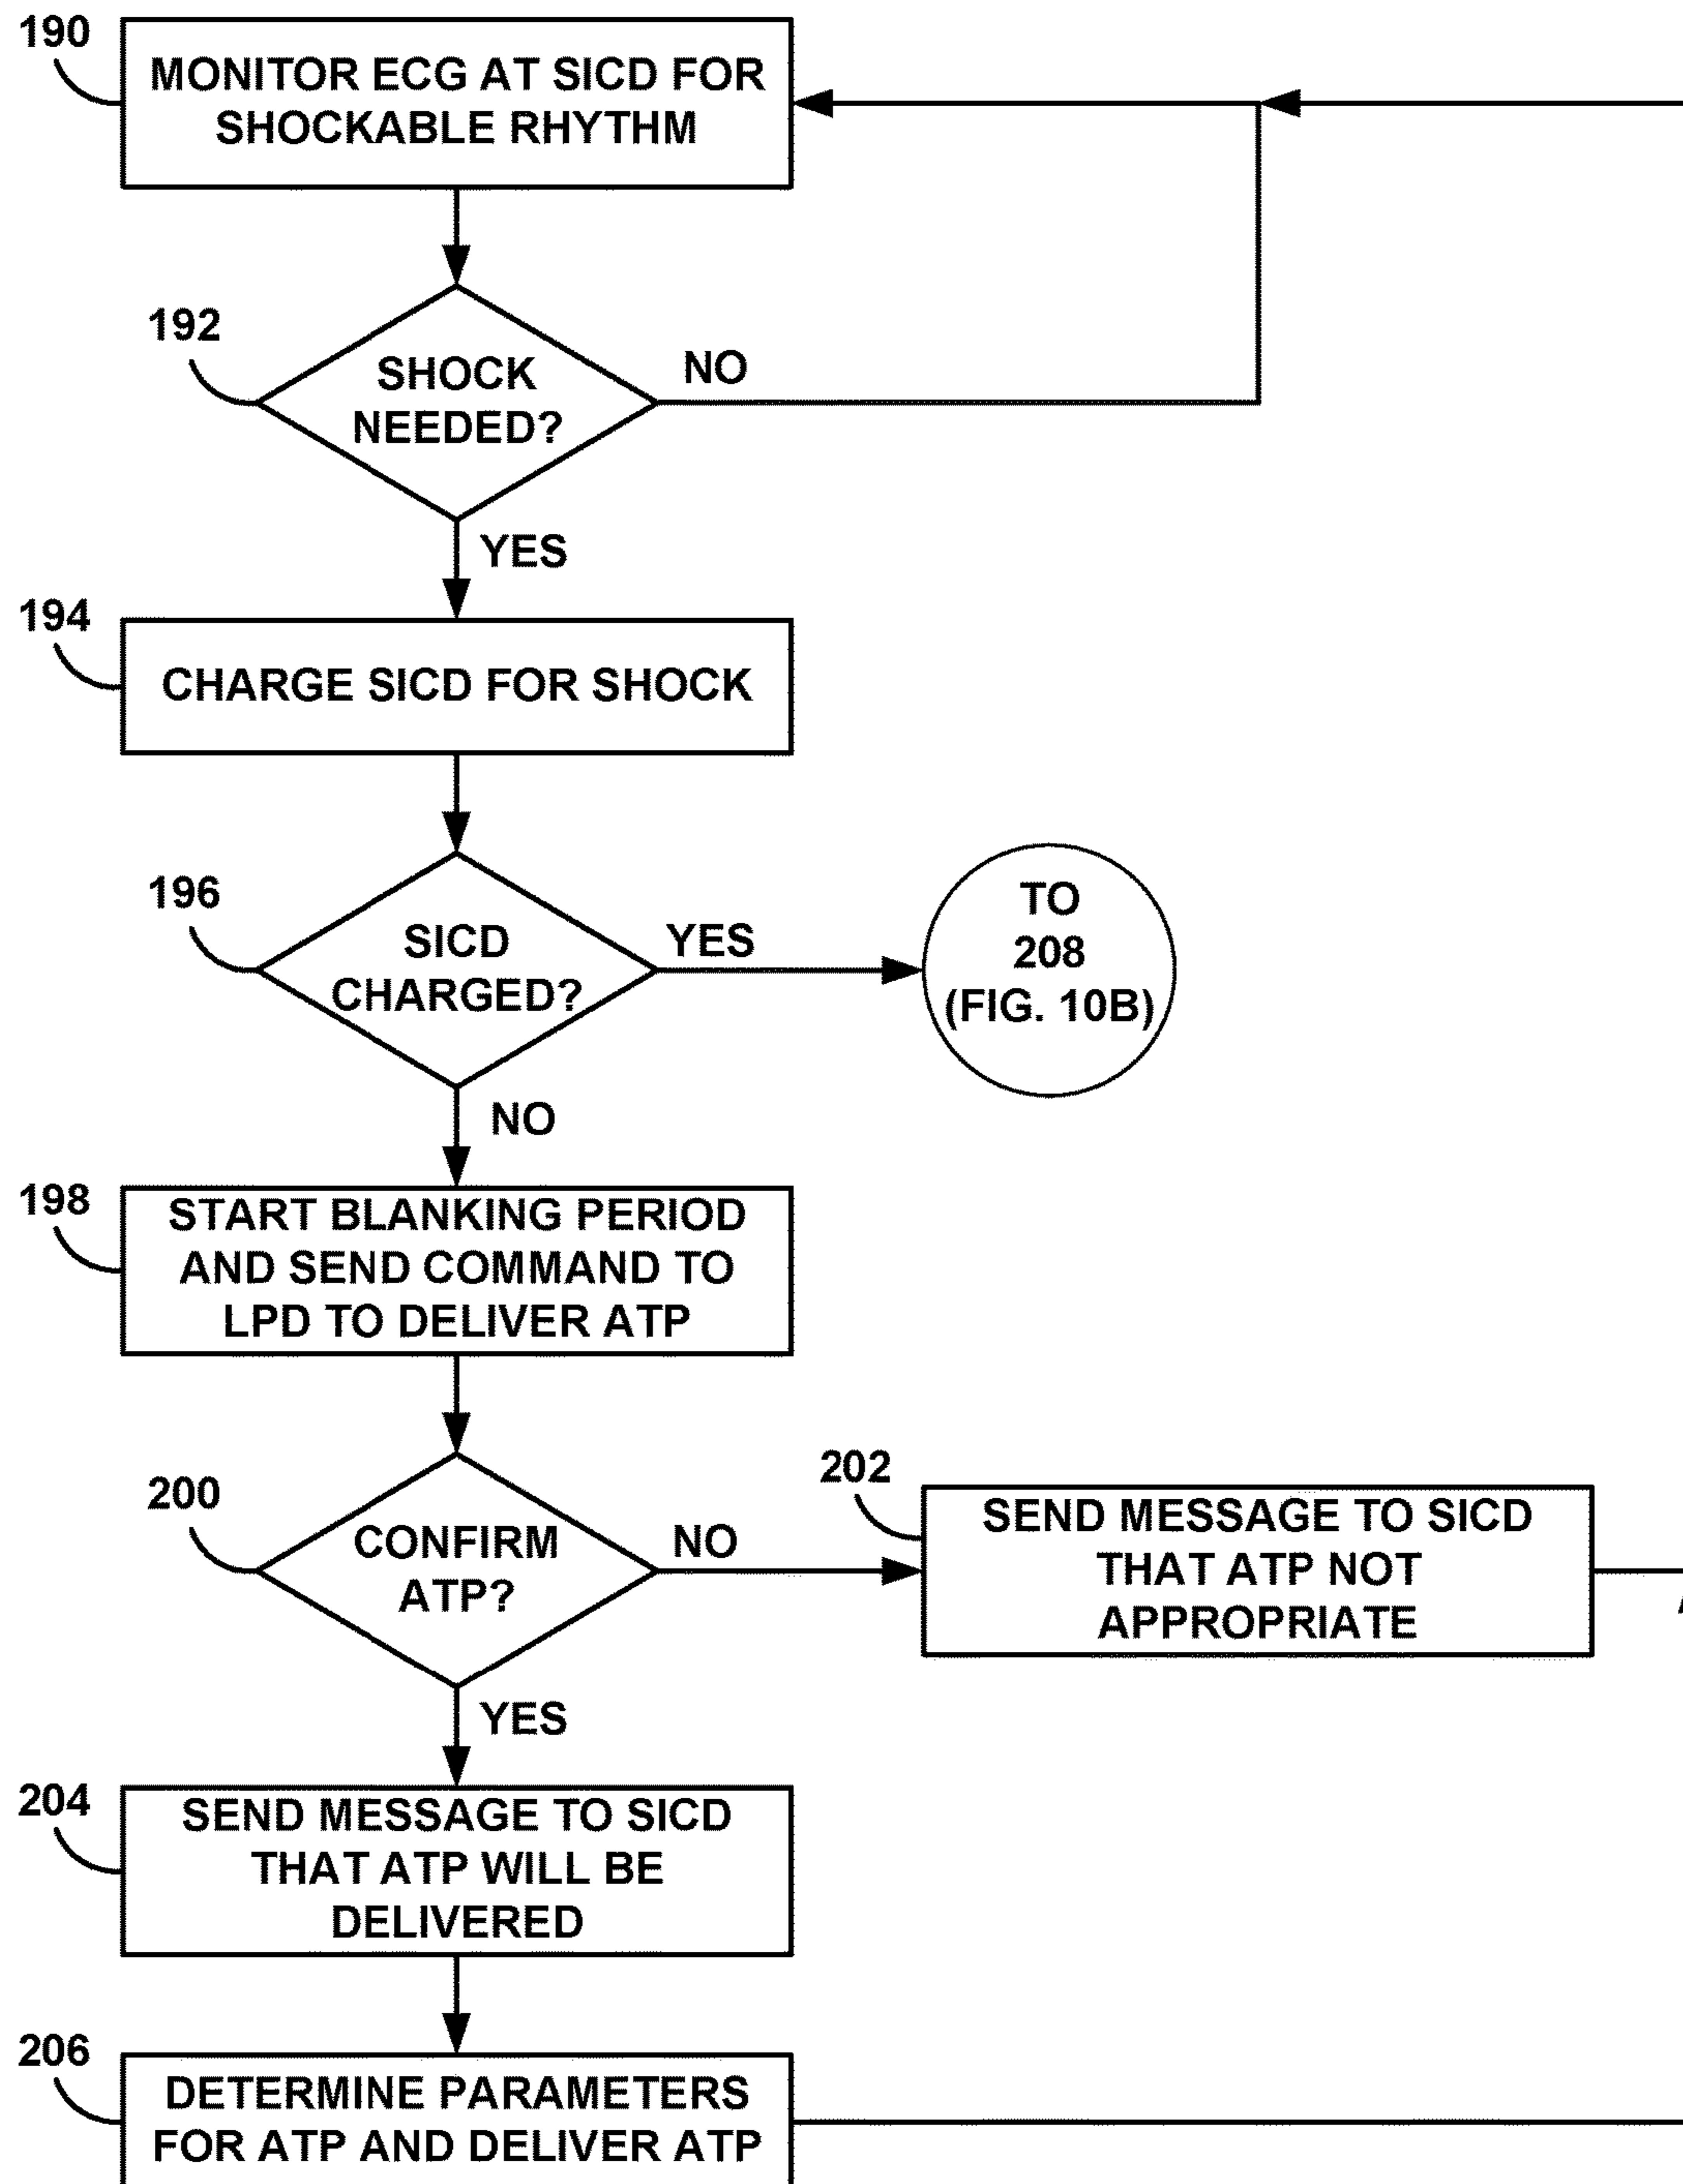 190
MONITOR ECG AT SICD FOR
SHOCKABLE RHYTHM
192
SHOCK
NEEDED?
NO
YES
194
CHARGE SICD FOR SHOCK
196
SICD
CHARGED?
YES
TO
208
(FIG. 10B)
NO
198
START BLANKING PERIOD
AND SEND COMMAND TO
LPD TO DELIVER ATP
200
CONFIRM
ATP?
NO
202
SEND MESSAGE TO SICD
THAT ATP NOT
APPROPRIATE
YES
204
SEND MESSAGE TO SICD
THAT ATP WILL BE
DELIVERED
206
DETERMINE PARAMETERS
FOR ATP AND DELIVER ATP